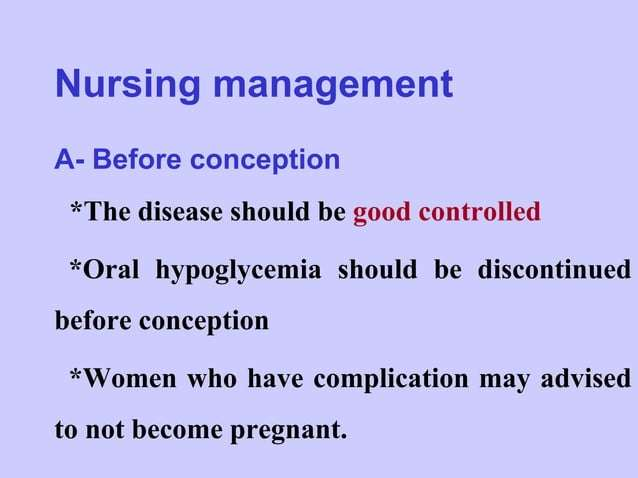 Nursing management
A- Before conception
*The disease should be good controlled
*Oral hypoglycemia should be discontinued
before conception
*Women who have complication may advised
to not become pregnant.